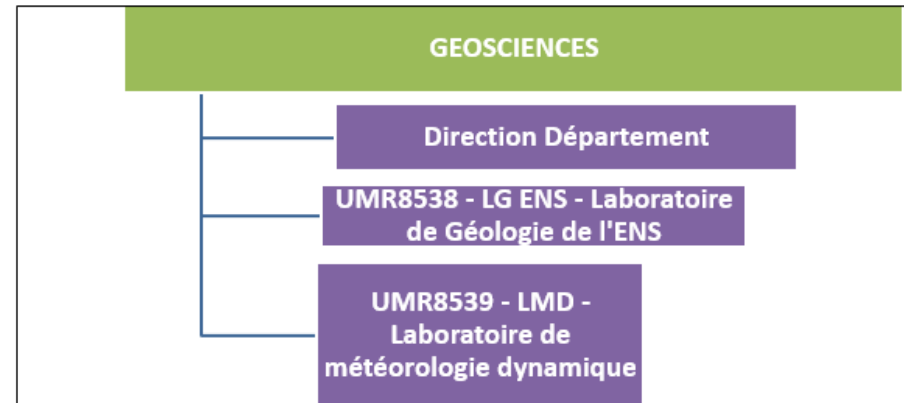 GEOSCIENCES
Direction Département
UMR8538 - LG ENS - Laboratoire
de Géologie de l'ENS
UMR8539 - LMD -
Laboratoire de
météorologie dynamique